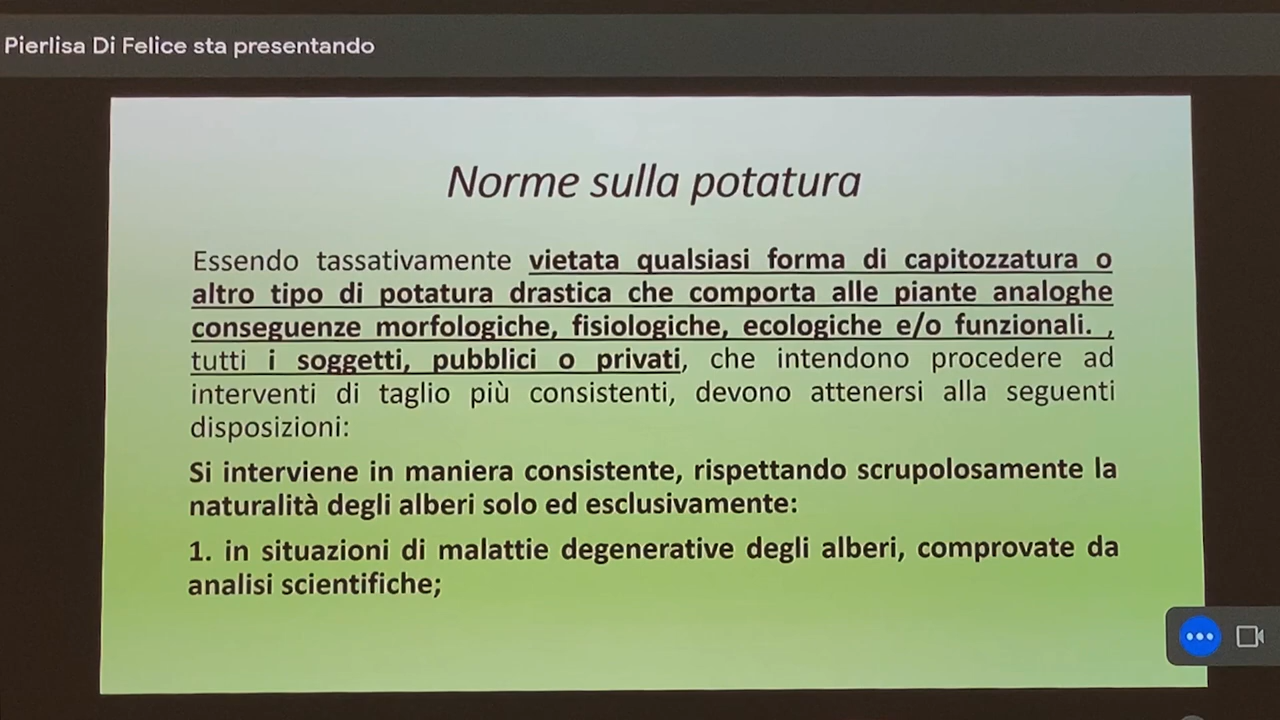 Pierlisa Di Felice sta presentando
Norme sulla potatura
Essendo tassativamente vietata qualsiasi forma di capitozzatura o
altro tipo di potatura drastica che comporta alle piante analoghe
conseguenze morfologiche, fisiologiche, ecologiche e/o funzionali. ,
tutti i soggetti, pubblici o privati, che intendono procedere ad
interventi di taglio più consistenti, devono attenersi alla seguenti
disposizioni:
Si interviene in maniera consistente, rispettando scrupolosamente la
naturalità degli alberi solo ed esclusivamente:
1. in situazioni di malattie degenerative degli alberi, comprovate da
analisi scientifiche;